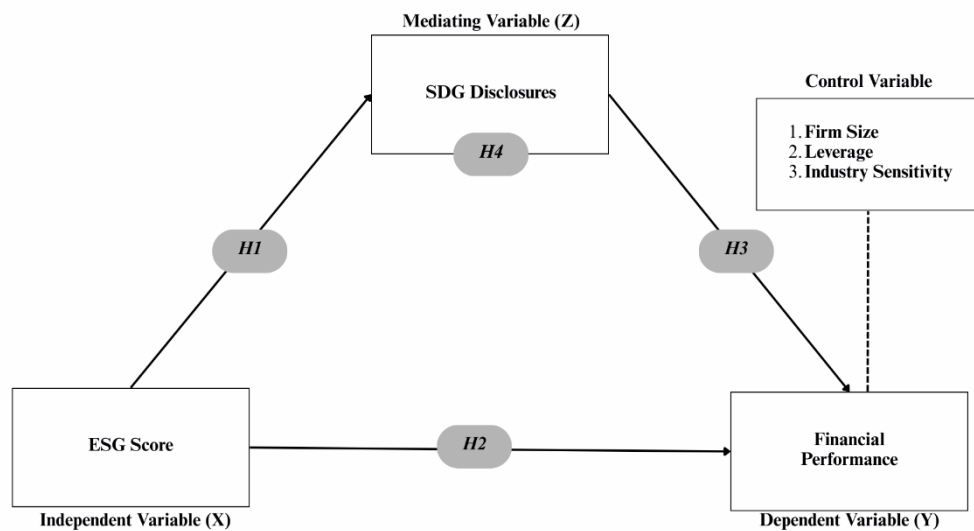 Mediating Variable (Z)
SDG Disclosures
H4
Control Variable
1. Firm Size
2. Leverage
3. Industry Sensitivity
H1
H3
ESG Score
H2
Financial
Performance
Independent Variable (X)
Dependent Variable (Y)